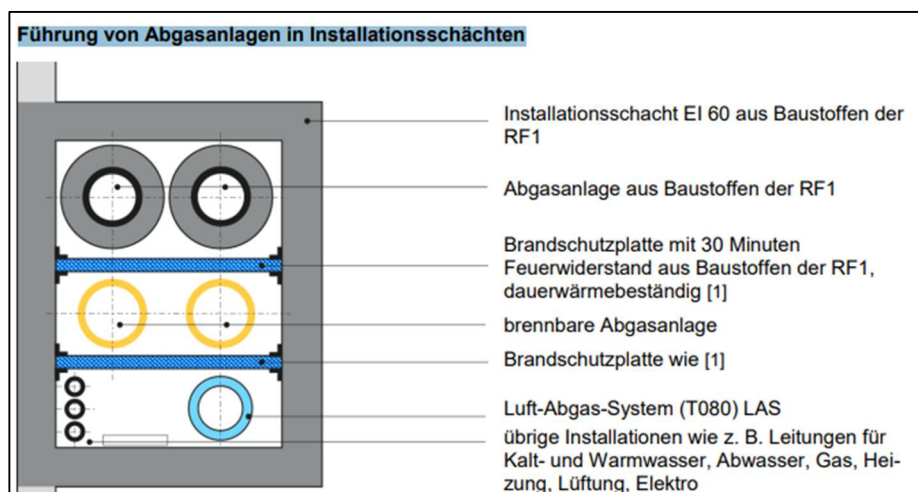 Führung von Abgasanlagen in Installationsschächten
Installationsschacht EI 60 aus Baustoffen der
RF1
Abgasanlage aus Baustoffen der RF1
Brandschutzplatte mit 30 Minuten
Feuerwiderstand aus Baustoffen der RF1,
dauerwärmebeständig [1]
brennbare Abgasanlage
Brandschutzplatte wie [1]
Luft-Abgas-System (T080) LAS
übrige Installationen wie z. B. Leitungen für
Kalt- und Warmwasser, Abwasser, Gas, Hei-
zung, Lüftung, Elektro